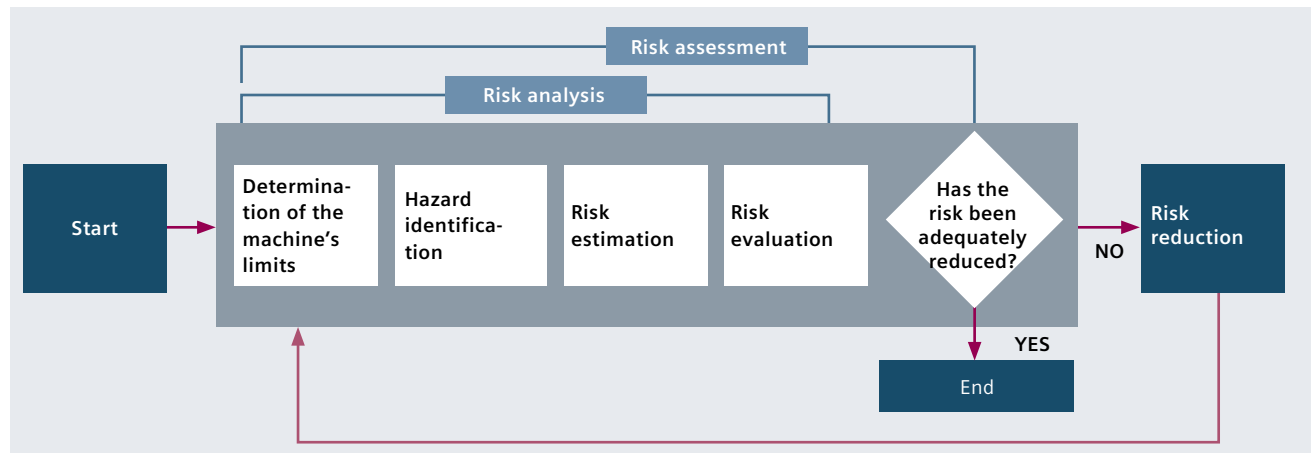 Risk assessment
Risk analysis
Start
Determina-
tion of the
machine's
limits
Hazard
identifica-
tion
Risk
estimation
Risk
evaluation
Has the
risk been
adequately
reduced?
NO
Risk
reduction
YES
End